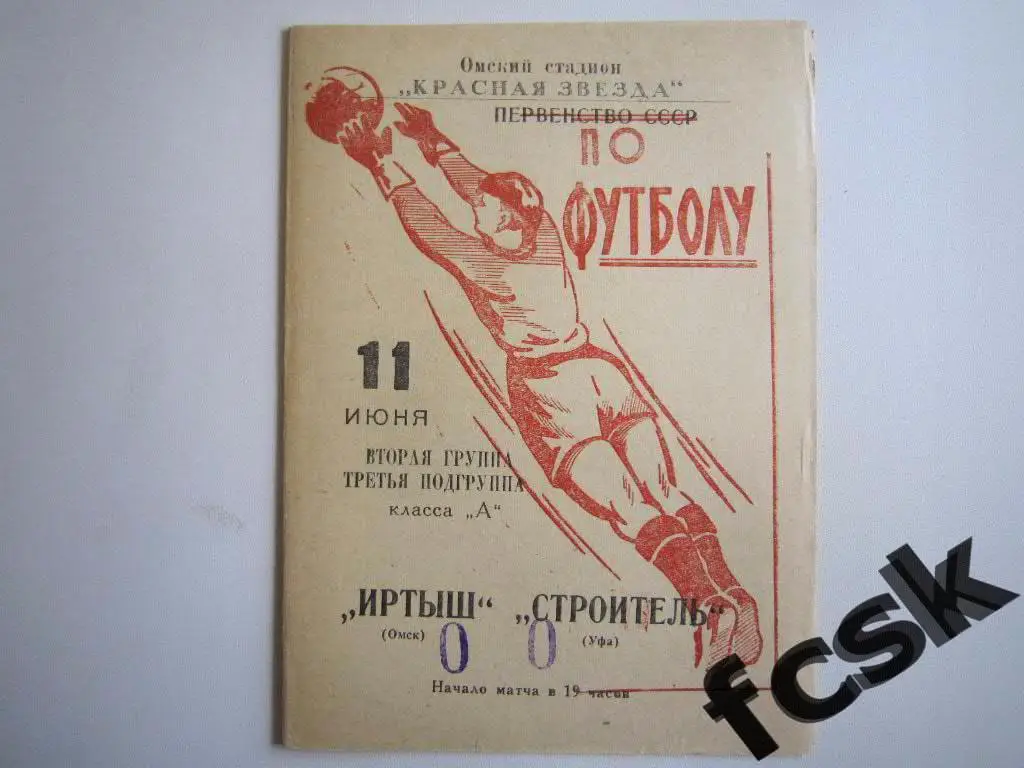 Омский стадион
„КРАСНАЯ ЗВЕЗДА"
ПЕРВЕНСТВО СССР
ПО
ФУТБОЛУ
11
ИЮНЯ
ВТОРАЯ ГРУППА
ТРЕТЬЯ ПОДГРУППА
класса „А"
„ИРТЫШ" „СТРОИТЕЛЬ"
(Омск) (Уфа)
0 0
Начало матча в 19 часов
fcsk